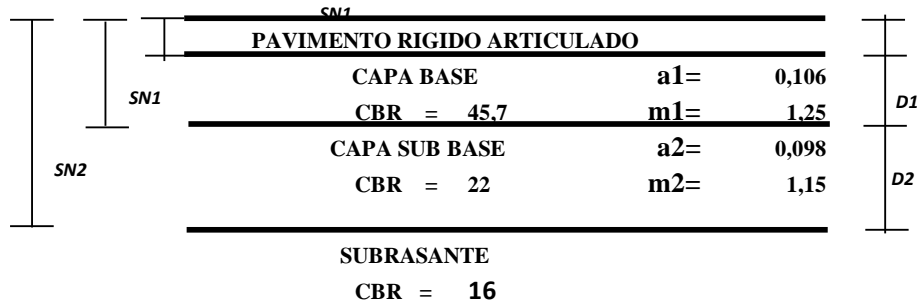 SN1
PAVIMENTO RIGIDO ARTICULADO
CAPA BASE a1= 0,106
SN1 D1
CBR = 45,7 m1= 1,25
CAPA SUB BASE a2= 0,098
SN2 D2
CBR = 22 m2= 1,15
SUBRASANTE
CBR = 16